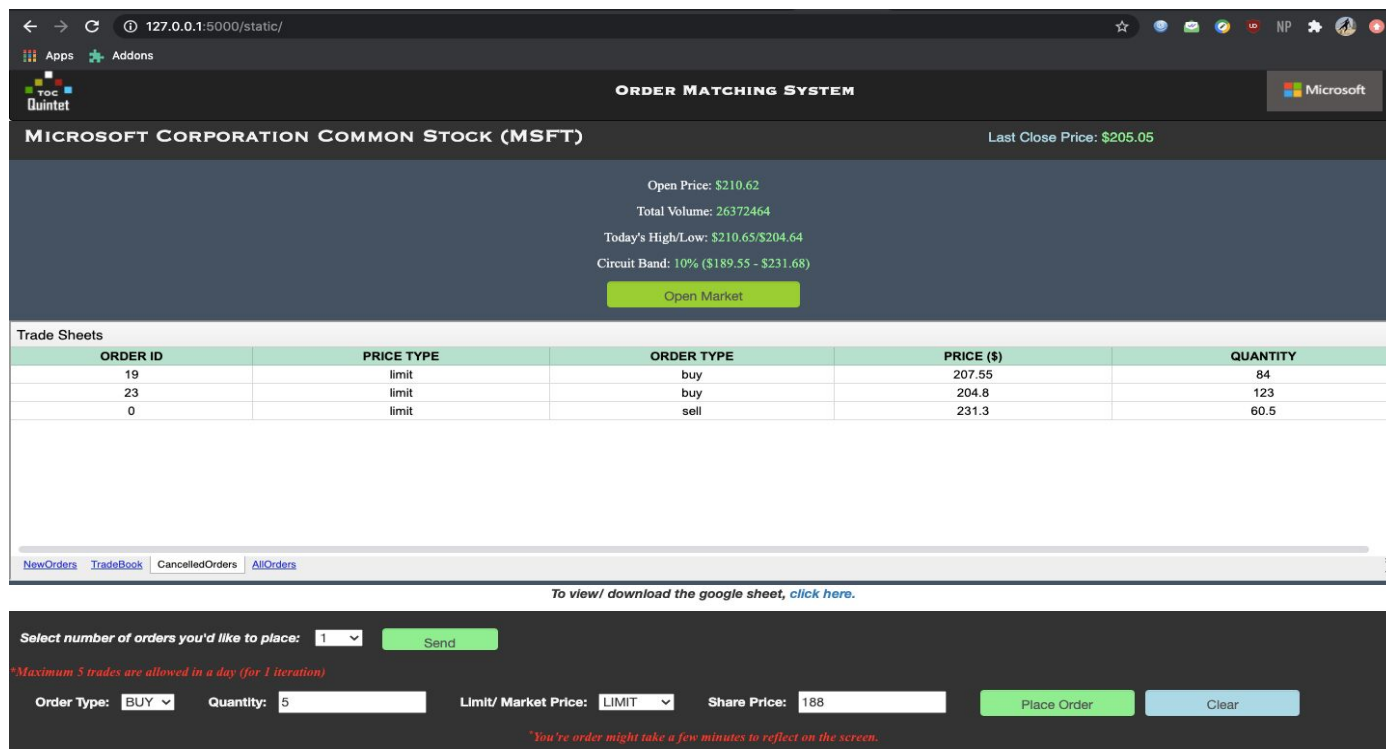 127.0.0.1:5000/static/
UD NP
Apps Addons
TOC
Quintet
ORDER MATCHING SYSTEM
Microsoft
MICROSOFT CORPORATION COMMON STOCK (MSFT)
Last Close Price: $205.05
Open Price: $210.62
Total Volume: 26372464
Today's High/Low: $210.65/$204.64
Circuit Band: 10% ($189.55 - $231.68)
Open Market
Trade Sheets
ORDER ID PRICE TYPE ORDER TYPE PRICE ($) QUANTITY
19 limit buy 207.55 84
23 limit buy 204.8 123
0 limit sell 231.3 60.5
NewOrders TradeBook CancelledOrders AllOrders
To view/ download the google sheet, click here.
Select number of orders you'd like to place: 1 Send
*Maximum 5 trades are allowed in a day (for 1 iteration)
Order Type: BUY Quantity: 5 Limit/ Market Price: LIMIT Share Price: 188 Place Order Clear
*You're order might take a few minutes to reflect on the screen.